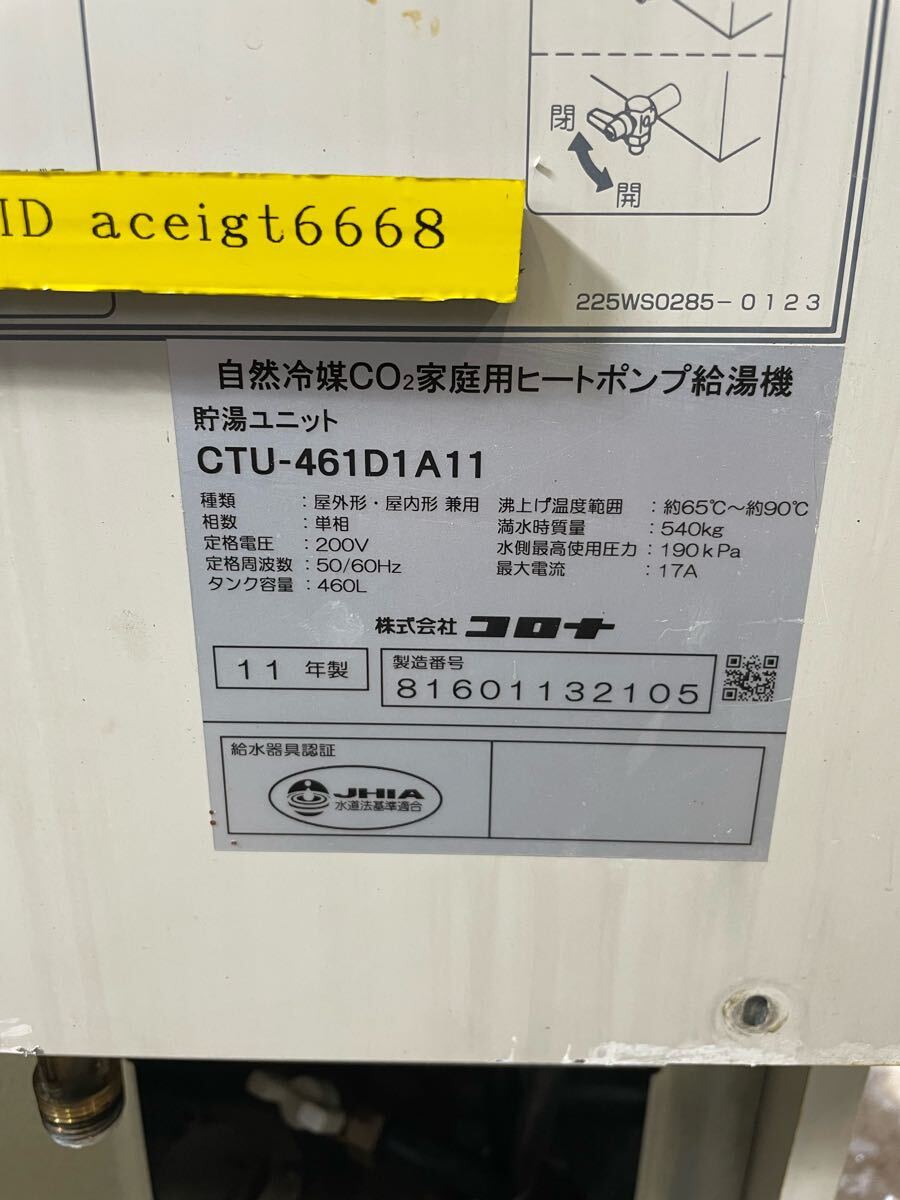 閉
開
ID aceigt6668
225WS0285-0123
自然冷媒CO₂家庭用ヒートポンプ給湯機
貯湯ユニット
CTU-461D1A11
種類 :屋外形・屋内形 兼用
相数 :単相
定格電圧 :200V
定格周波数 :50/60Hz
タンク容量 :460L
沸上げ温度範囲 :約65℃～約90℃
満水時質量 :540kg
水側最高使用圧力 :190kPa
最大電流 :17A
株式会社 コロナ
11 年製
製造番号
81601132105
給水器具認証
JHIA
水道法基準適合